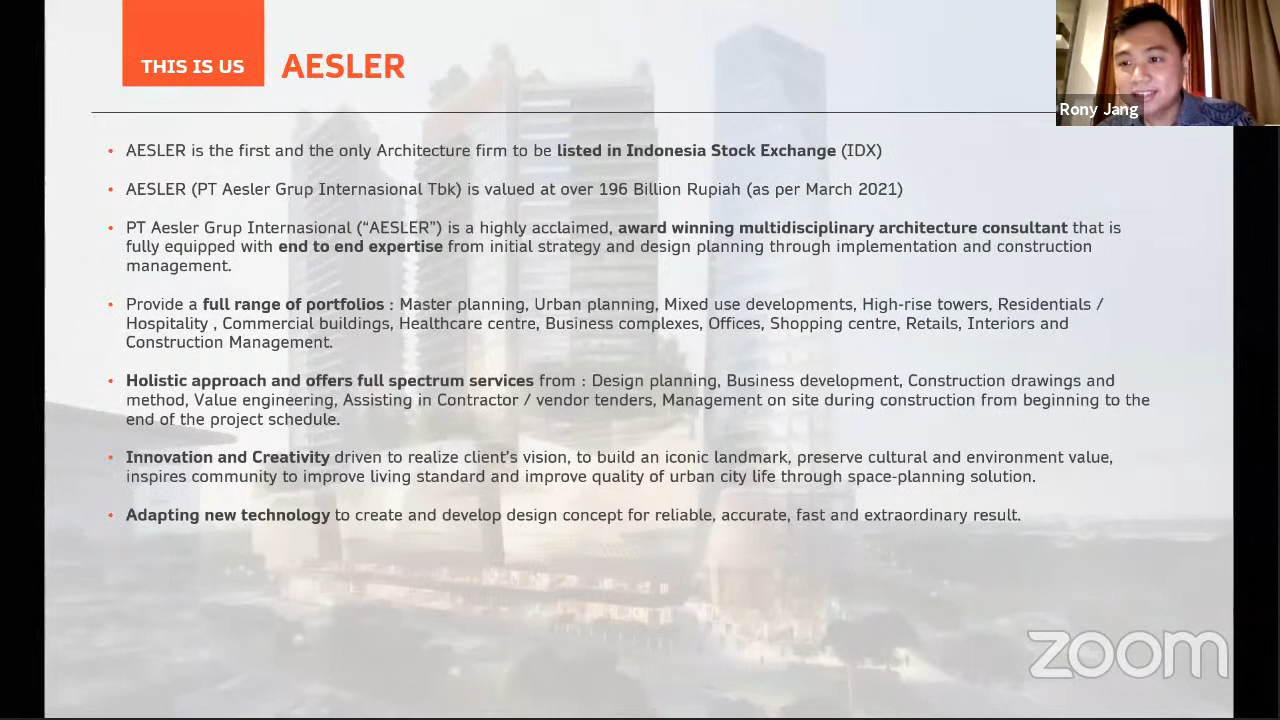 THIS IS US
AESLER
Rony Jang
• AESLER is the first and the only Architecture firm to be listed in Indonesia Stock Exchange (IDX)
• AESLER (PT Aesler Grup Internasional Tbk) is valued at over 196 Billion Rupiah (as per March 2021)
• PT Aesler Grup Internasional (“AESLER”) is a highly acclaimed, award winning multidisciplinary architecture consultant that is
fully equipped with end to end expertise from initial strategy and design planning through implementation and construction
management.
• Provide a full range of portfolios : Master planning, Urban planning, Mixed use developments, High-rise towers, Residentials /
Hospitality , Commercial buildings, Healthcare centre, Business complexes, Offices, Shopping centre, Retails, Interiors and
Construction Management.
• Holistic approach and offers full spectrum services from : Design planning, Business development, Construction drawings and
method, Value engineering, Assisting in Contractor / vendor tenders, Management on site during construction from beginning to the
end of the project schedule.
• Innovation and Creativity driven to realize client’s vision, to build an iconic landmark, preserve cultural and environment value,
inspires community to improve living standard and improve quality of urban city life through space-planning solution.
• Adapting new technology to create and develop design concept for reliable, accurate, fast and extraordinary result.
zoom